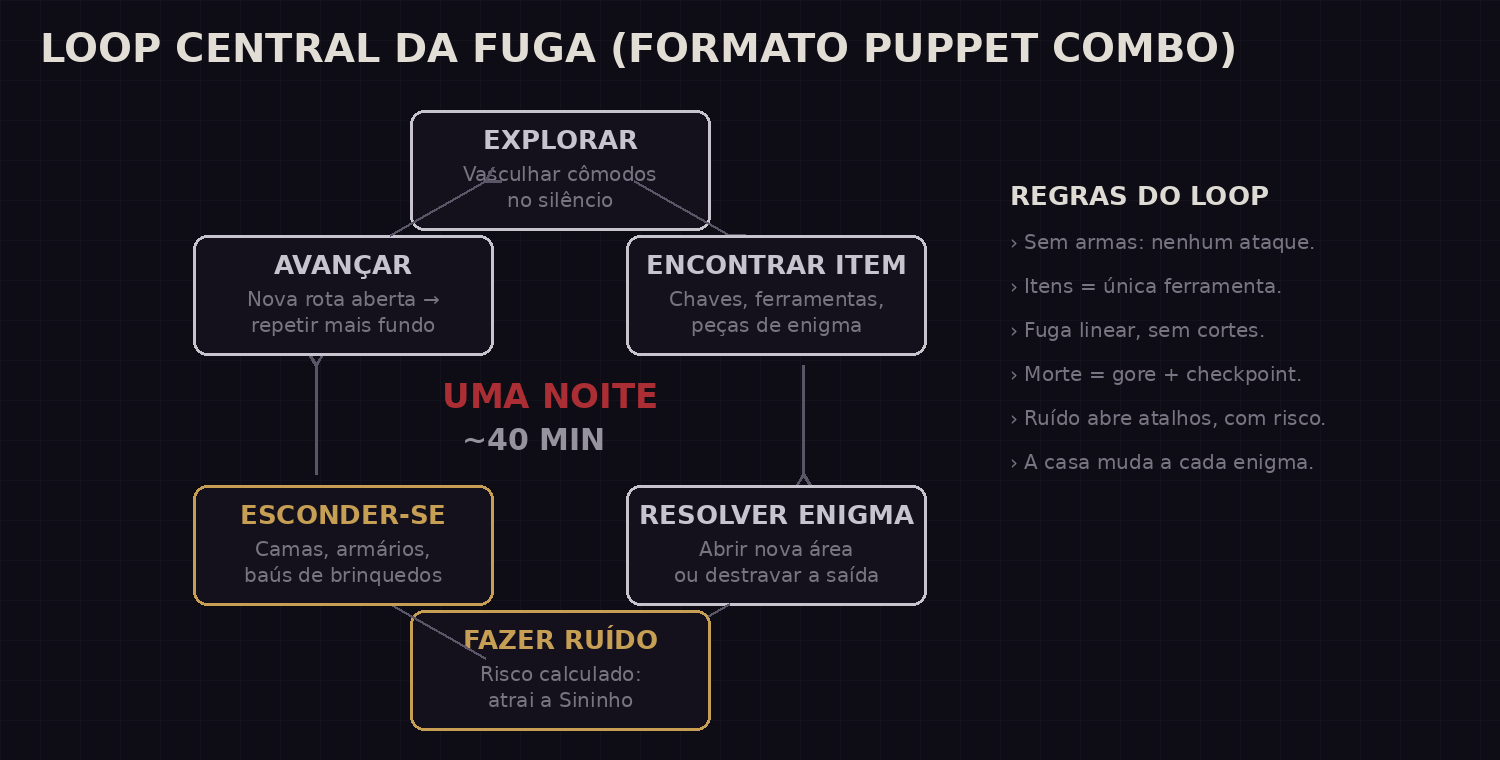 LOOP CENTRAL DA FUGA (FORMATO PUPPET COMBO)
EXPLORAR
Vasculhar cômodos
no silêncio
AVANÇAR
Nova rota aberta →
repetir mais fundo
ENCONTRAR ITEM
Chaves, ferramentas,
peças de enigma
UMA NOITE
~40 MIN
ESCONDER-SE
Camas, armários,
baús de brinquedos
RESOLVER ENIGMA
Abrir nova área
ou destravar a saída
FAZER RUÍDO
Risco calculado:
atrai a Sininho
REGRAS DO LOOP
› Sem armas: nenhum ataque.
› Itens = única ferramenta.
› Fuga linear, sem cortes.
› Morte = gore + checkpoint.
› Ruído abre atalhos, com risco.
› A casa muda a cada enigma.